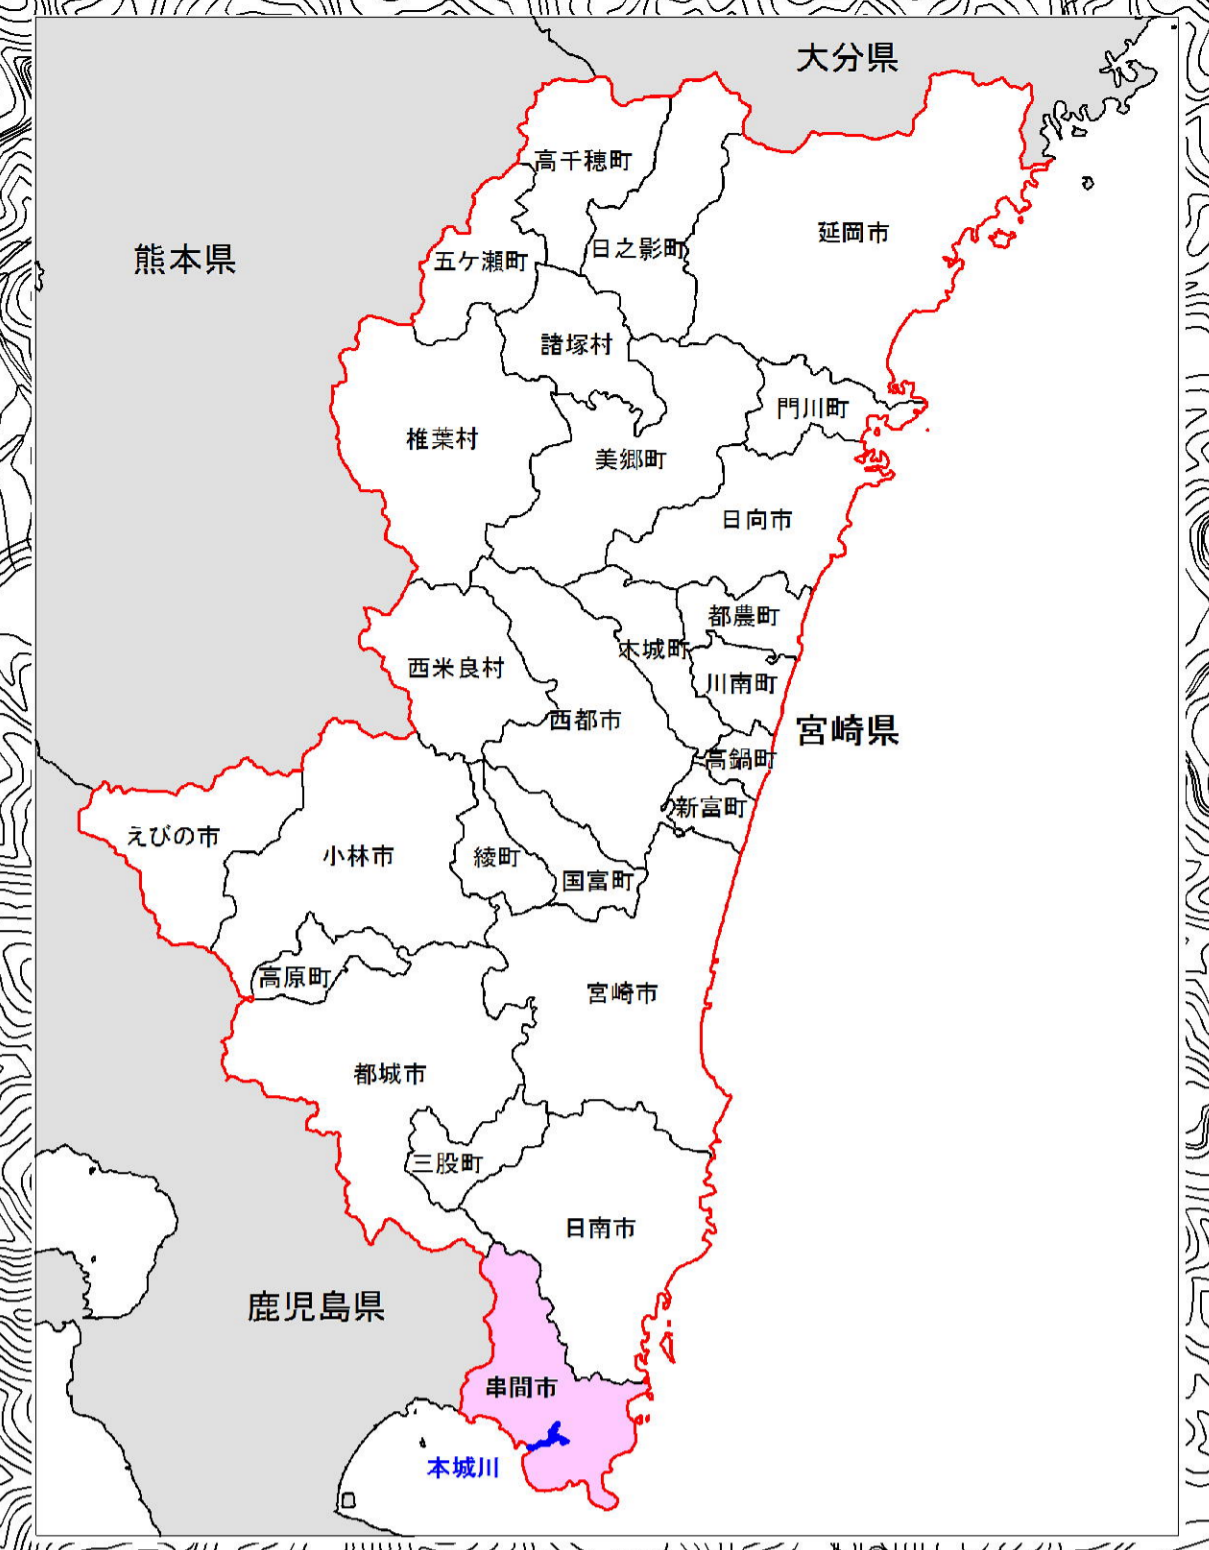 大分県
高千穂町
日之影町
延岡市
熊本県
五ケ瀬町
諸塚村
門川町
椎葉村
美郷町
日向市
都農町
木城町
西米良村
川南町
西都市
宮崎県
高鍋町
新富町
えびの市
小林市
綾町
国富町
高原町
宮崎市
都城市
三股町
日南市
鹿児島県
串間市
本城川